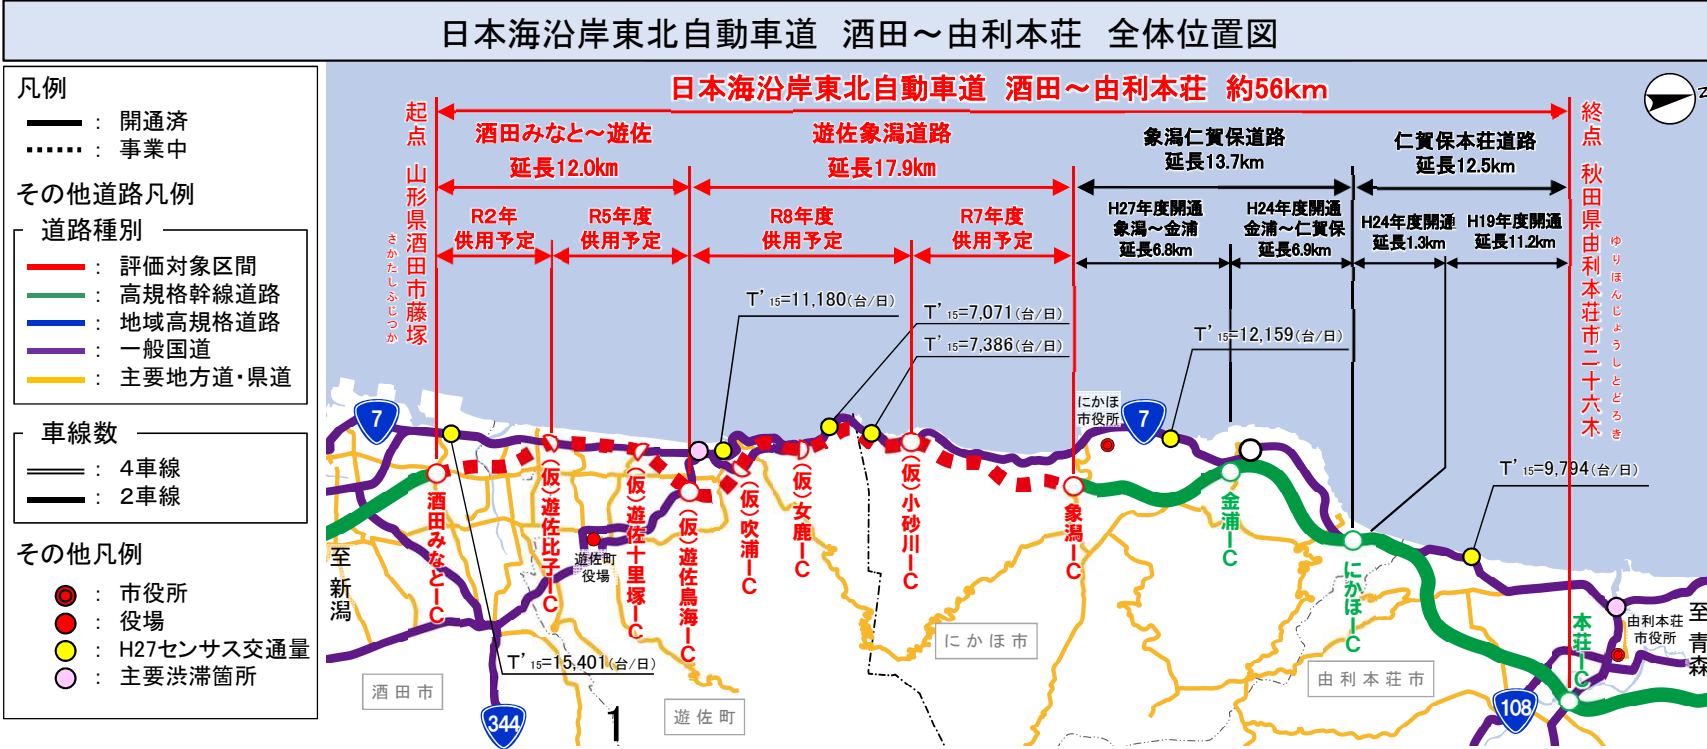 日本海沿岸東北自動車道 酒田～由利本荘 全体位置図
凡例
： 開通済
： 事業中
その他道路凡例
道路種別
： 評価対象区間
： 高規格幹線道路
： 地域高規格道路
： 一般国道
： 主要地方道・県道
車線数
： 4車線
： 2車線
その他凡例
： 市役所
： 役場
： H27センサス交通量
： 主要渋滞箇所
日本海沿岸東北自動車道 酒田～由利本荘 約56km
起点 山形県酒田市藤塚
さかたしふじつか
酒田みなと～遊佐
延長12.0km
遊佐象潟道路
延長17.9km
象潟仁賀保道路
延長13.7km
仁賀保本荘道路
延長12.5km
終点 秋田県由利本荘市二十六木
ゆりほんじょうしとどろき
R2年
供用予定
R5年度
供用予定
R8年度
供用予定
R7年度
供用予定
H27年度開通
象潟～金浦
延長6.8km
H24年度開通
金浦～仁賀保
延長6.9km
H24年度開通
延長1.3km
H19年度開通
延長11.2km
T’15=11,180(台/日)
T’15=7,071(台/日)
T’15=7,386(台/日)
T’15=12,159(台/日)
T’15=9,794(台/日)
T’15=15,401(台/日)
7
にかほ
市役所
7
酒田みなとIC
(仮)遊佐比子IC
(仮)遊佐十里塚IC
(仮)遊佐鳥海IC
(仮)吹浦IC
(仮)女鹿IC
(仮)小砂川IC
象潟IC
金浦IC
にかほIC
本荘IC
至 新潟
遊佐町
役場
由利本荘
市役所
至 青森
酒田市
遊佐町
にかほ市
由利本荘市
344
108
1